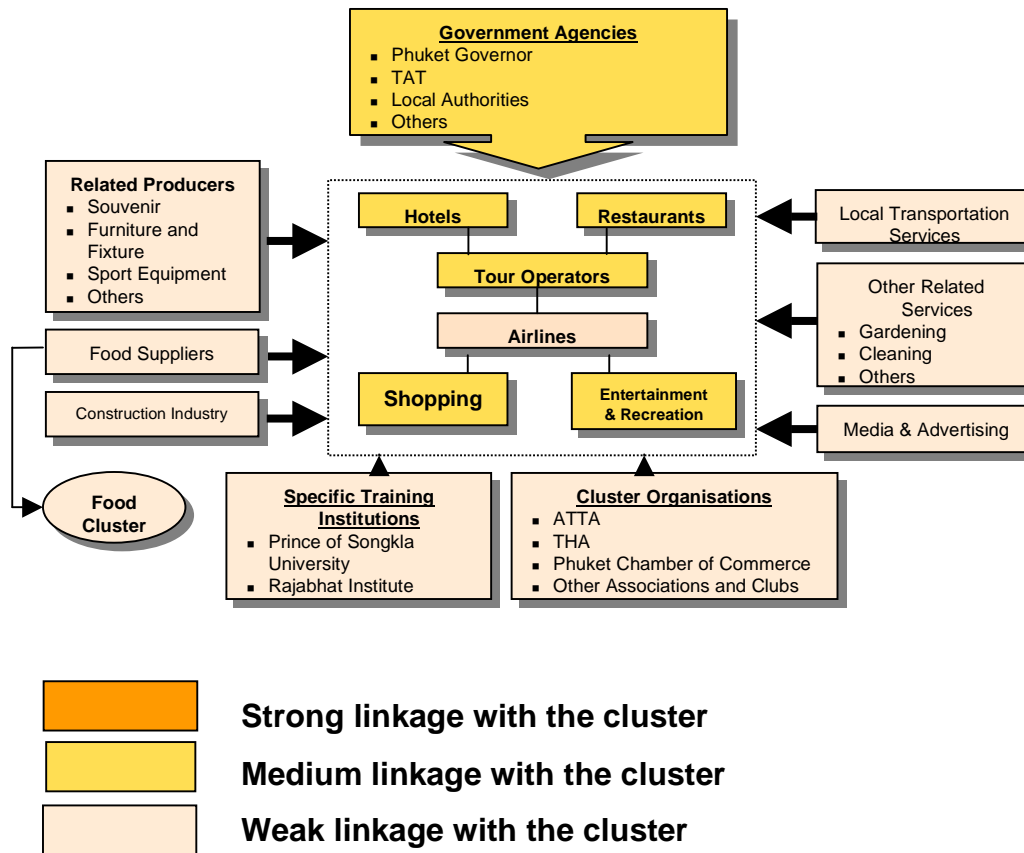 Government Agencies
▪ Phuket Governor
▪ TAT
▪ Local Authorities
▪ Others
Related Producers
▪ Souvenir
▪ Furniture and
Fixture
▪ Sport Equipment
▪ Others
Food Suppliers
Construction Industry
Food
Cluster
Hotels
Restaurants
Tour Operators
Airlines
Shopping
Entertainment
& Recreation
Local Transportation
Services
Other Related
Services
▪ Gardening
▪ Cleaning
▪ Others
Media & Advertising
Specific Training
Institutions
▪ Prince of Songkla
University
▪ Rajabhat Institute
Cluster Organisations
▪ ATTA
▪ THA
▪ Phuket Chamber of Commerce
▪ Other Associations and Clubs
Strong linkage with the cluster
Medium linkage with the cluster
Weak linkage with the cluster